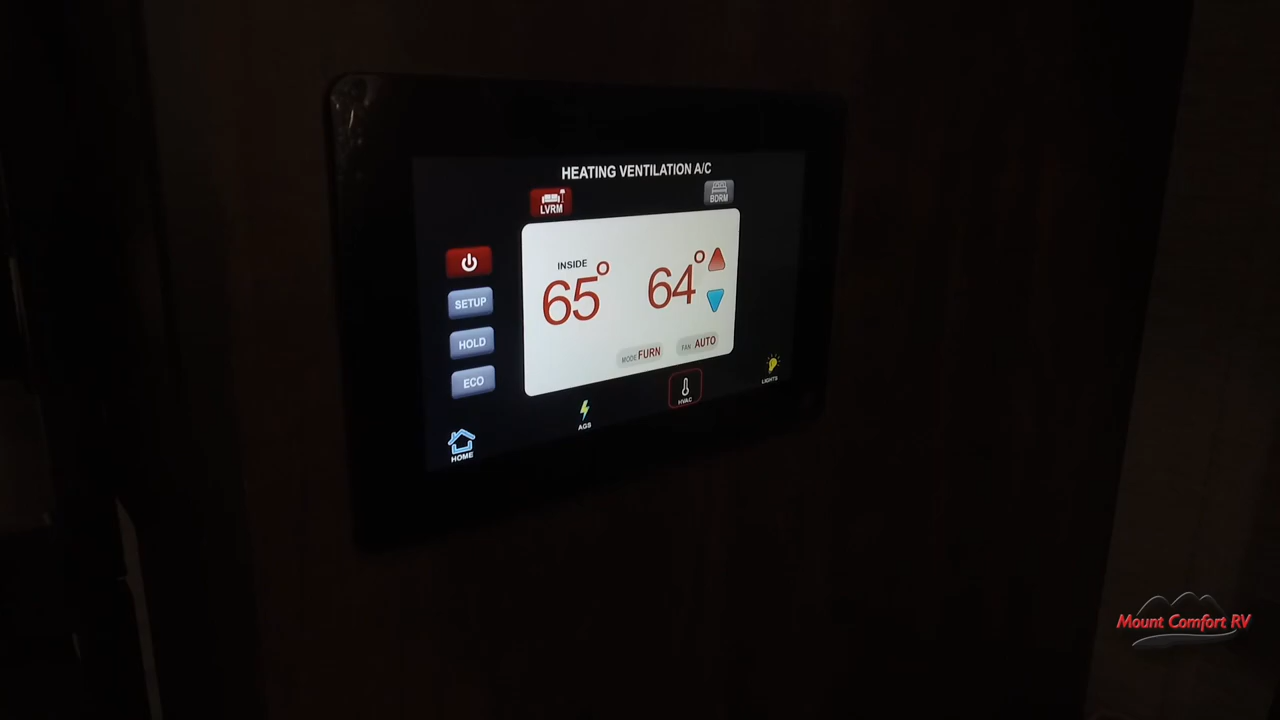 HEATING VENTILATION A/C
LVRM
BDRM
INSIDE
65°
64°
SETUP
HOLD
ECO
MODE FURN
FAN AUTO
HOME
AGS
HVAC
LIGHTS
Mount Comfort RV